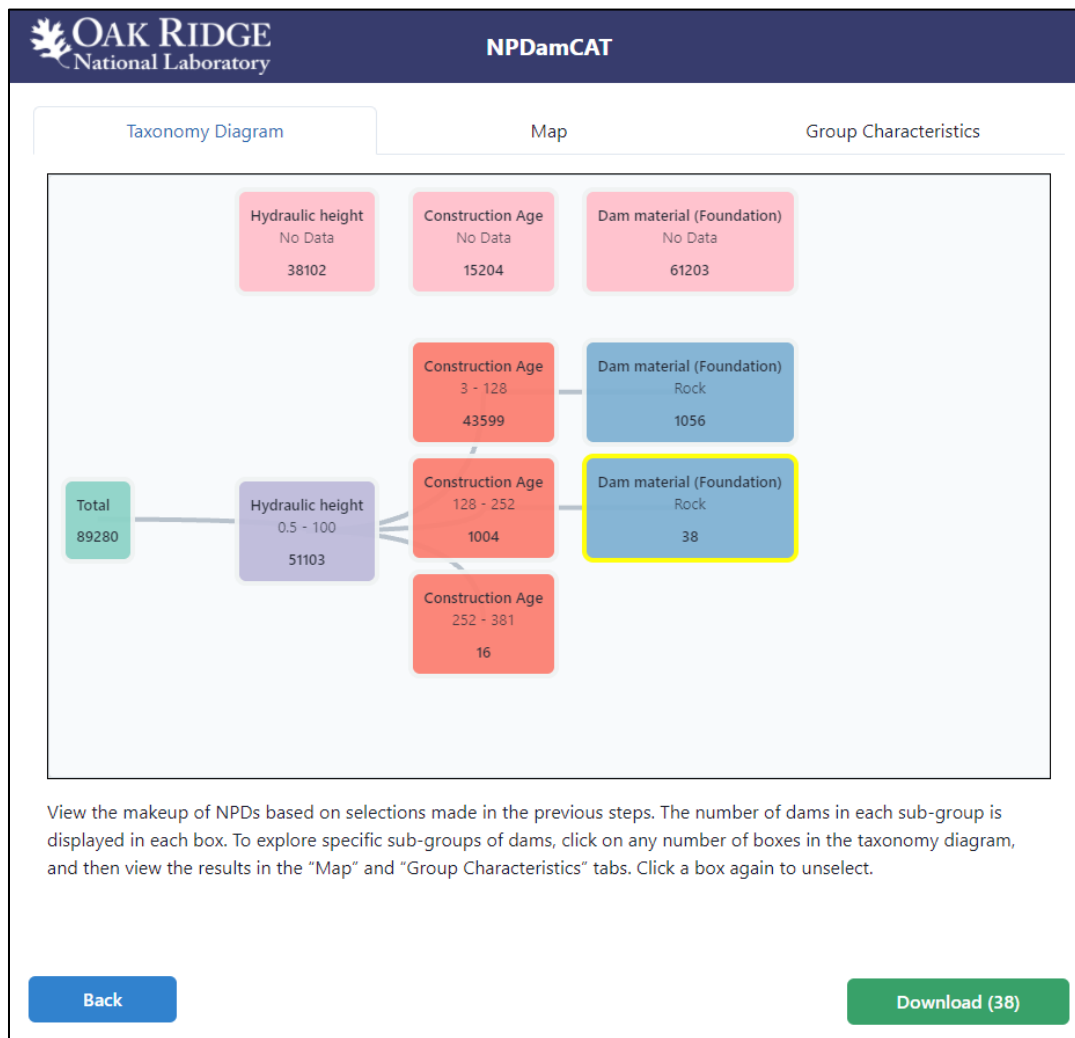 OAK RIDGE
National Laboratory
NPDamCAT
Taxonomy Diagram
Map
Group Characteristics
Hydraulic height
No Data
38102
Construction Age
No Data
15204
Dam material (Foundation)
No Data
61203
Construction Age
3 - 128
43599
Dam material (Foundation)
Rock
1056
Total
89280
Hydraulic height
0.5 - 100
51103
Construction Age
128 - 252
1004
Dam material (Foundation)
Rock
38
Construction Age
252 - 381
16
View the makeup of NPDs based on selections made in the previous steps. The number of dams in each sub-group is
displayed in each box. To explore specific sub-groups of dams, click on any number of boxes in the taxonomy diagram,
and then view the results in the “Map” and “Group Characteristics” tabs. Click a box again to unselect.
Back
Download (38)